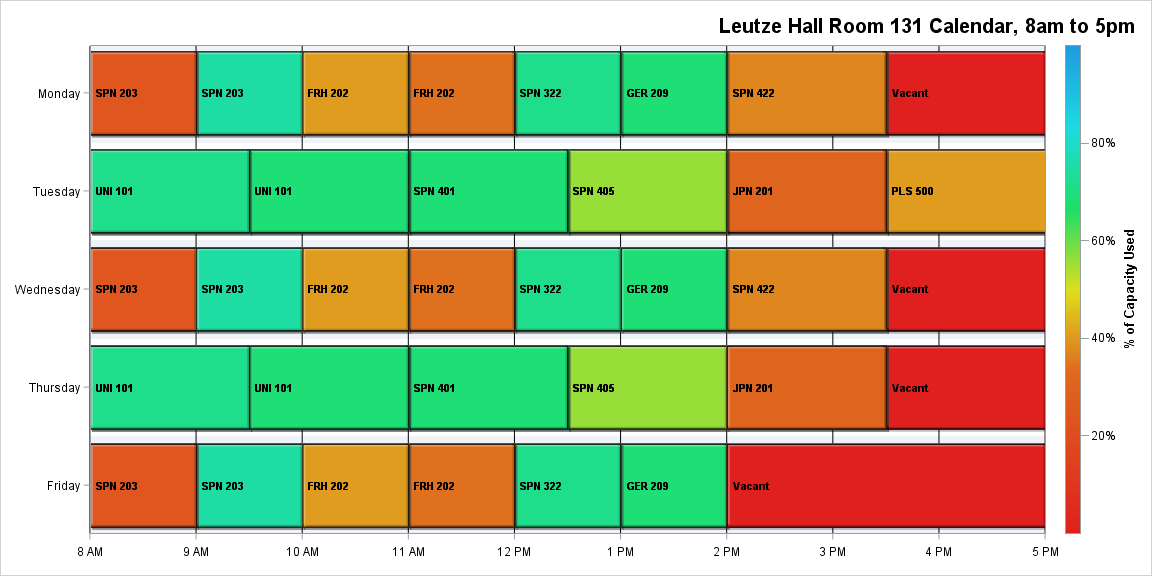 Leutze Hall Room 131 Calendar, 8am to 5pm
Monday
SPN 203
SPN 203
FRH 202
FRH 202
SPN 322
GER 209
SPN 422
Vacant
Tuesday
UNI 101
UNI 101
SPN 401
SPN 405
JPN 201
PLS 500
Wednesday
SPN 203
SPN 203
FRH 202
FRH 202
SPN 322
GER 209
SPN 422
Vacant
Thursday
UNI 101
UNI 101
SPN 401
SPN 405
JPN 201
Vacant
Friday
SPN 203
SPN 203
FRH 202
FRH 202
SPN 322
GER 209
Vacant
8 AM
9 AM
10 AM
11 AM
12 PM
1 PM
2 PM
3 PM
4 PM
5 PM
80%
60%
40%
20%
% of Capacity Used